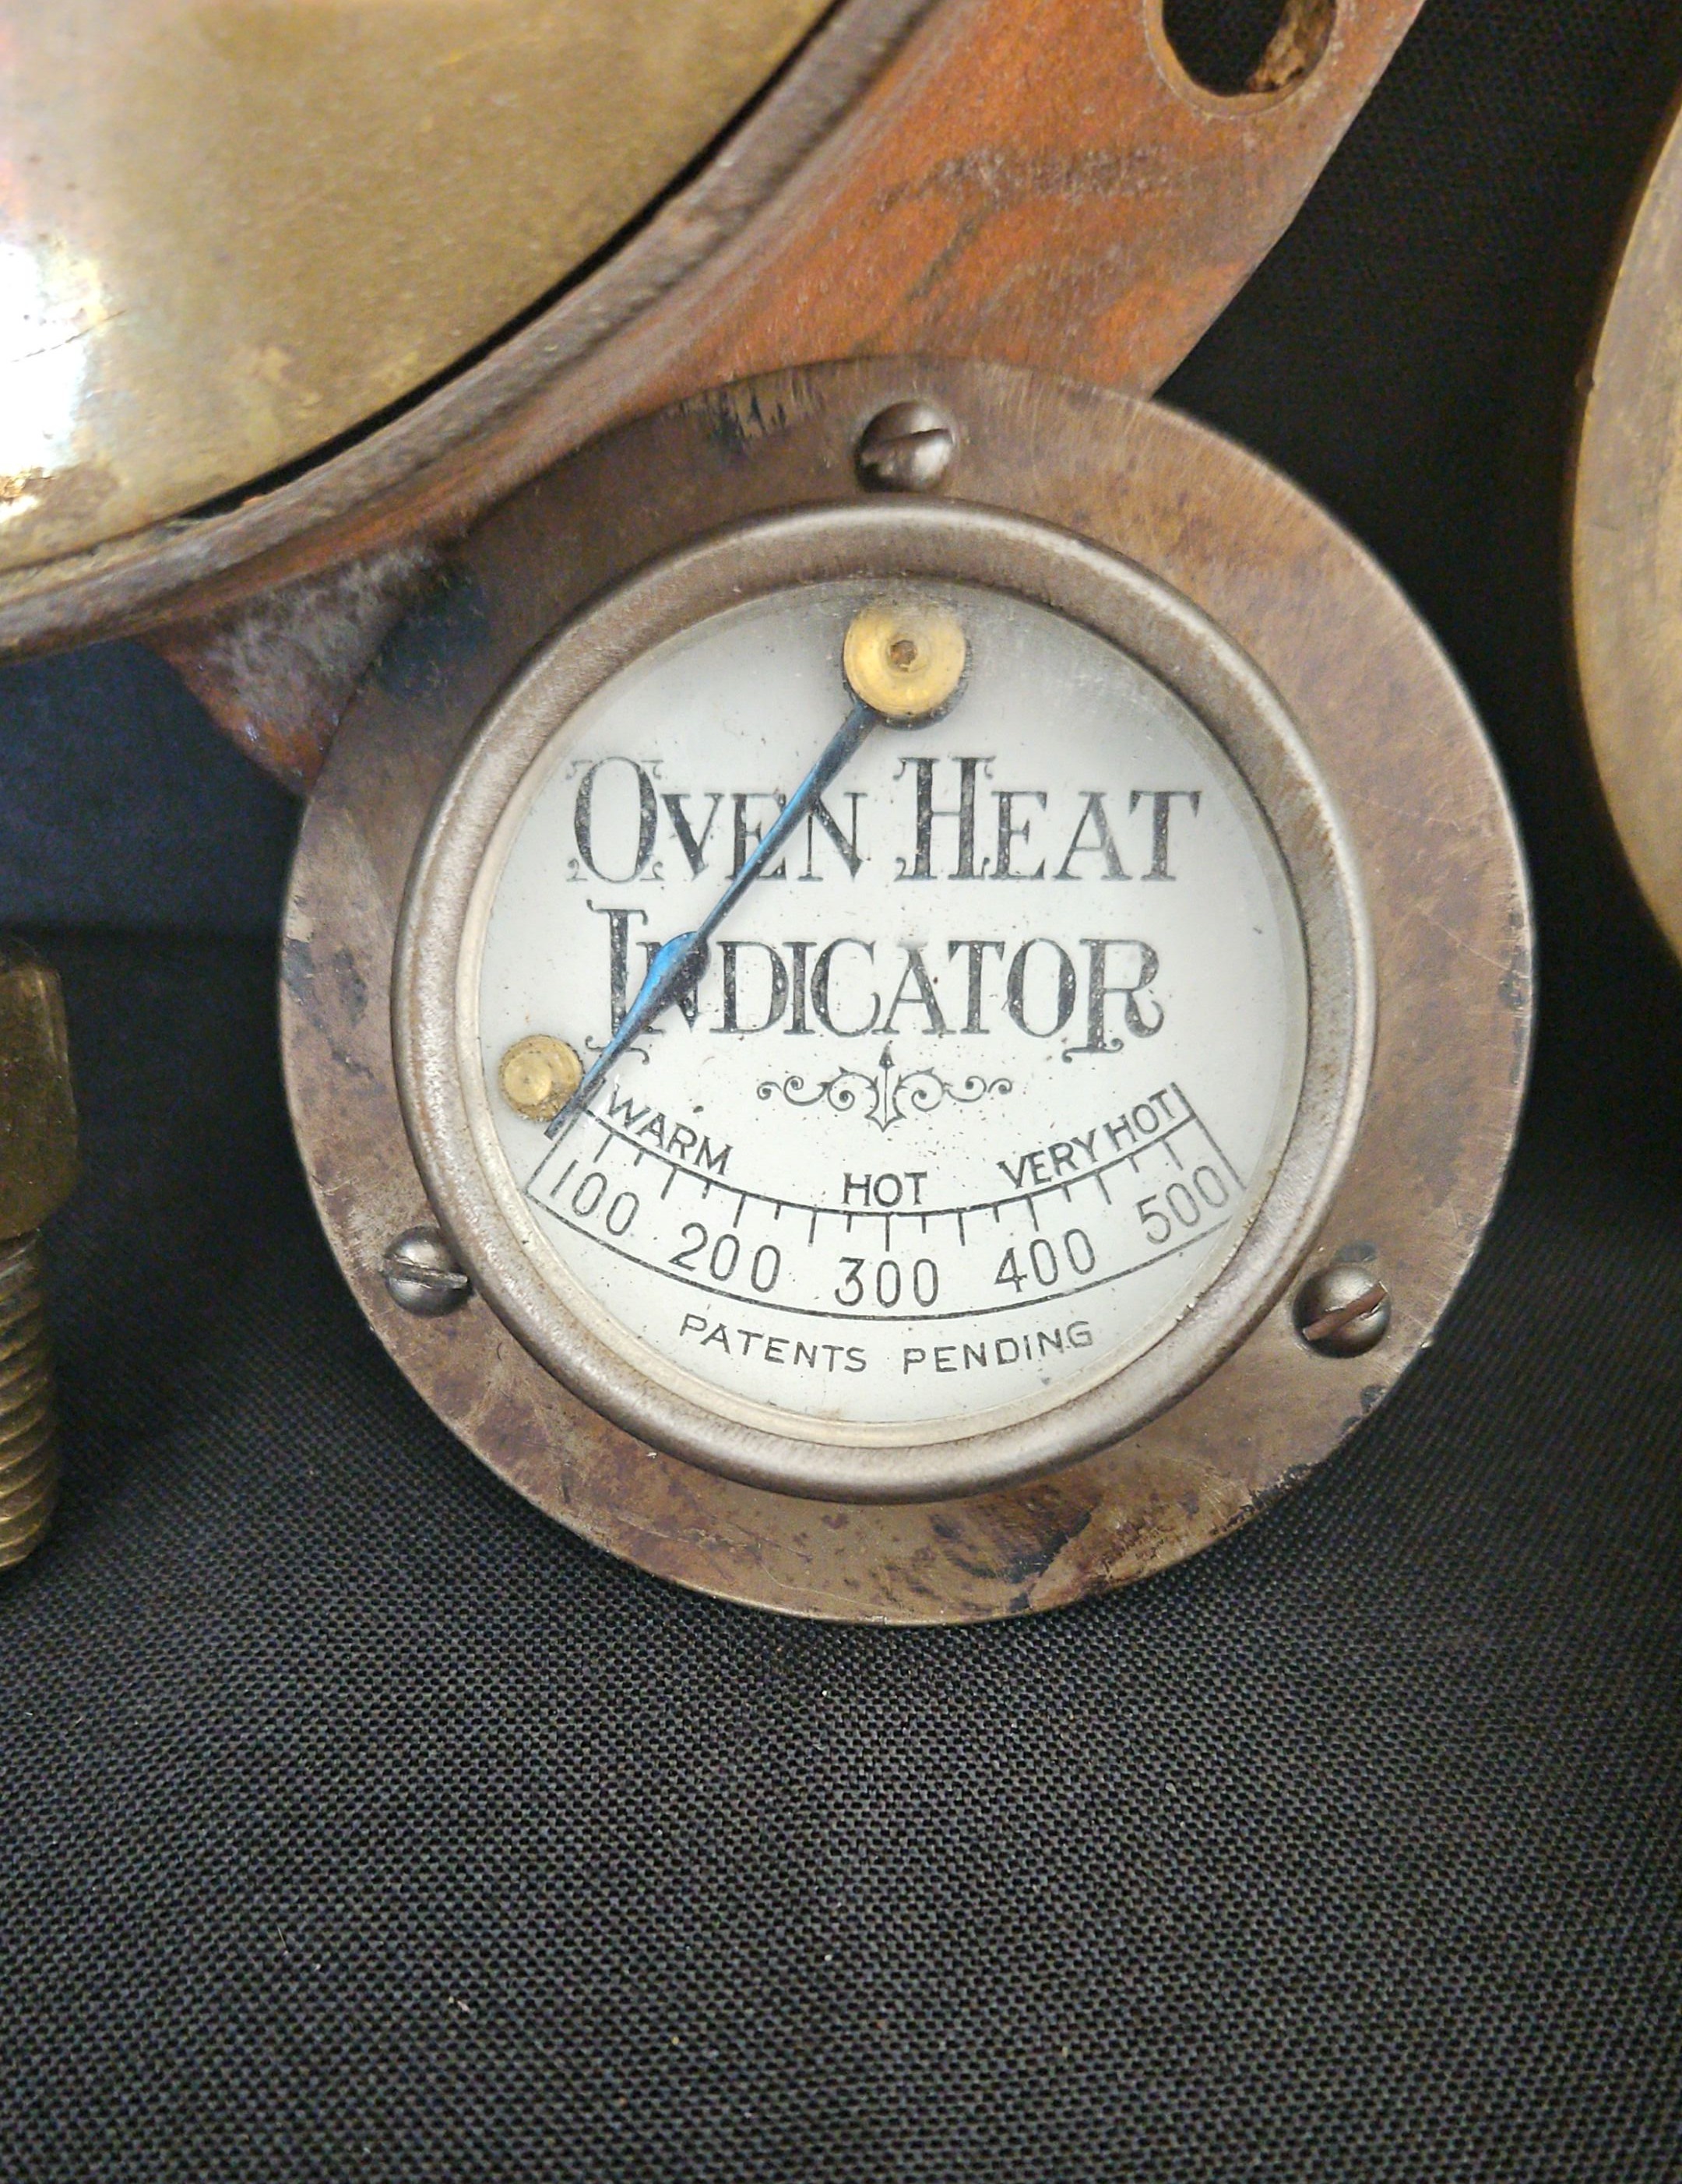 OVEN HEAT
INDICATOR
WARM HOT VERY HOT
100 200 300 400 500
PATENTS PENDING